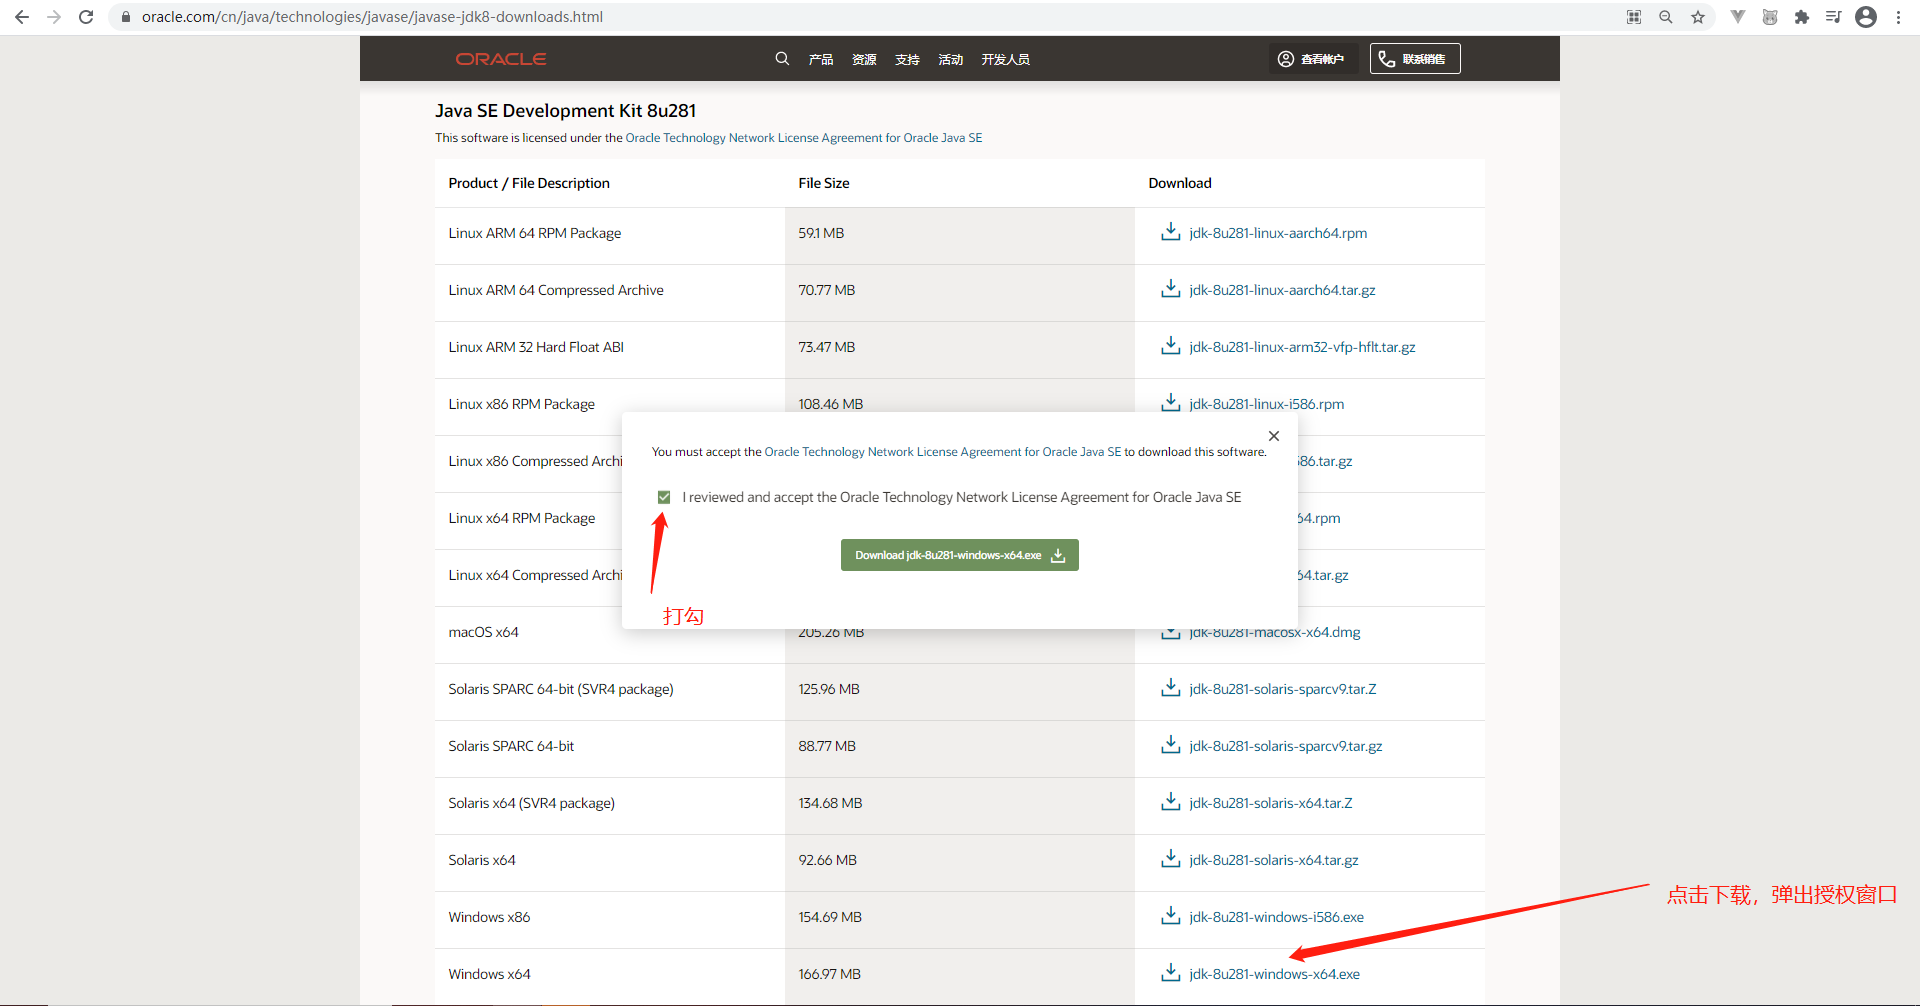 oracle.com/cn/java/technologies/javase/javase-jdk8-downloads.html
ORACLE 产品 资源 支持 活动 开发人员 查看帐户 联系销售
Java SE Development Kit 8u281
This software is licensed under the Oracle Technology Network License Agreement for Oracle Java SE
Product / File Description File Size Download
Linux ARM 64 RPM Package 59.1 MB jdk-8u281-linux-aarch64.rpm
Linux ARM 64 Compressed Archive 70.77 MB jdk-8u281-linux-aarch64.tar.gz
Linux ARM 32 Hard Float ABI 73.47 MB jdk-8u281-linux-arm32-vfp-hflt.tar.gz
Linux x86 RPM Package 108.46 MB jdk-8u281-linux-i586.rpm
You must accept the Oracle Technology Network License Agreement for Oracle Java SE to download this software.
Linux x86 Compressed Archi 86.tar.gz
I reviewed and accept the Oracle Technology Network License Agreement for Oracle Java SE
Linux x64 RPM Package 64.rpm
Download jdk-8u281-windows-x64.exe
Linux x64 Compressed Archi 64.tar.gz
打勾
macOS x64 205.26 MB jdk-8u281-macosx-x64.dmg
Solaris SPARC 64-bit (SVR4 package) 125.96 MB jdk-8u281-solaris-sparcv9.tar.Z
Solaris SPARC 64-bit 88.77 MB jdk-8u281-solaris-sparcv9.tar.gz
Solaris x64 (SVR4 package) 134.68 MB jdk-8u281-solaris-x64.tar.Z
Solaris x64 92.66 MB jdk-8u281-solaris-x64.tar.gz
点击下载，弹出授权窗口
Windows x86 154.69 MB jdk-8u281-windows-i586.exe
Windows x64 166.97 MB jdk-8u281-windows-x64.exe